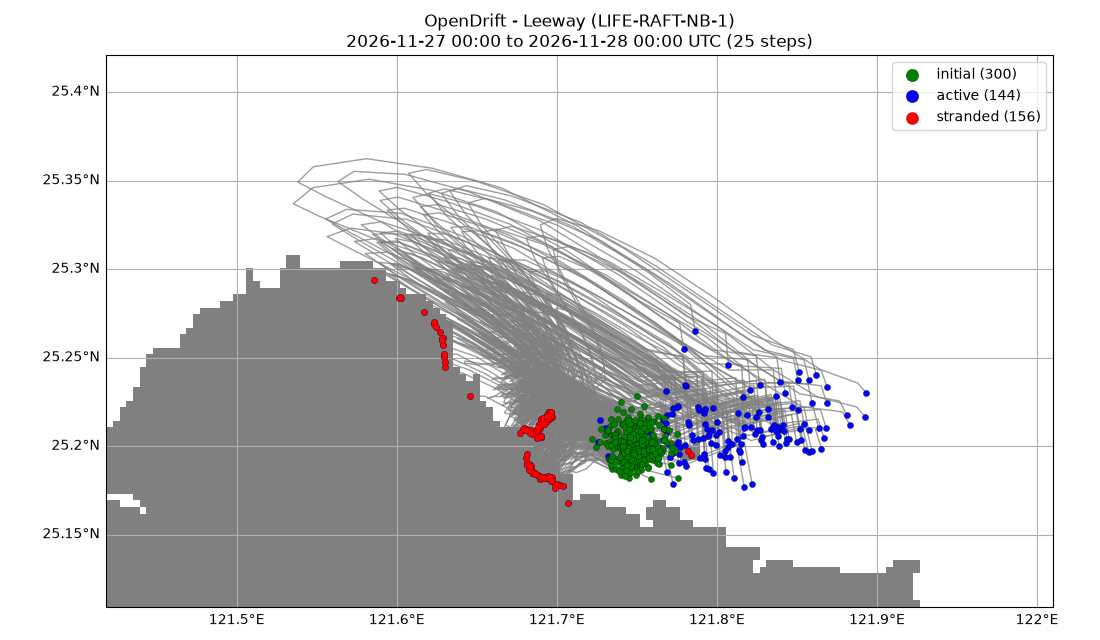 OpenDrift - Leeway (LIFE-RAFT-NB-1)
2026-11-27 00:00 to 2026-11-28 00:00 UTC (25 steps)
initial (300)
active (144)
stranded (156)
25.4°N
25.35°N
25.3°N
25.25°N
25.2°N
25.15°N
121.5°E 121.6°E 121.7°E 121.8°E 121.9°E 122°E